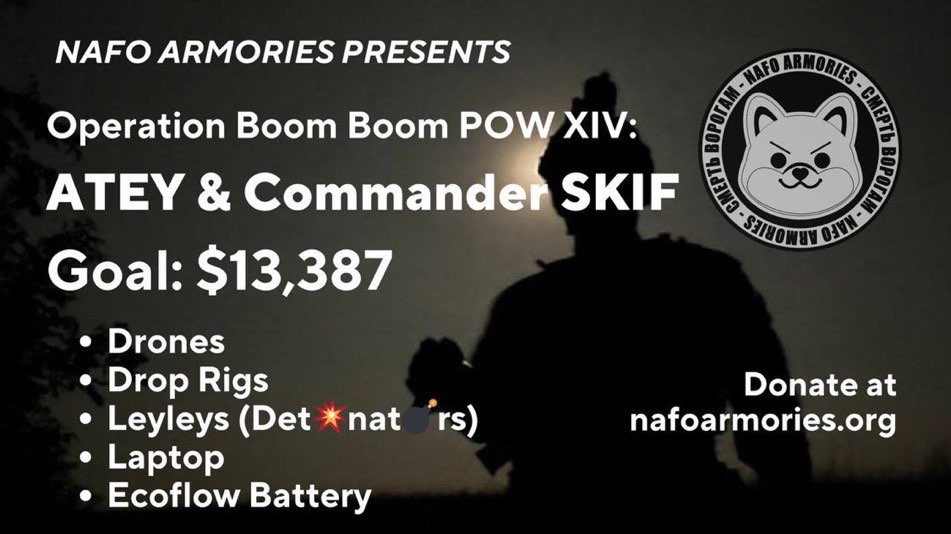 NAFO ARMORIES PRESENTS
Operation Boom Boom POW XIV:
ATEY & Commander SKIF
Goal: $13,387
• Drones
• Drop Rigs
• Leyleys (Det💥nat💣rs)
• Laptop
• Ecoflow Battery
NAFO ARMORIES - СМЕРТЬ ВОРОГАМ - NAFO ARMORIES - СМЕРТЬ ВОРОГАМ -
Donate at
nafoarmories.org